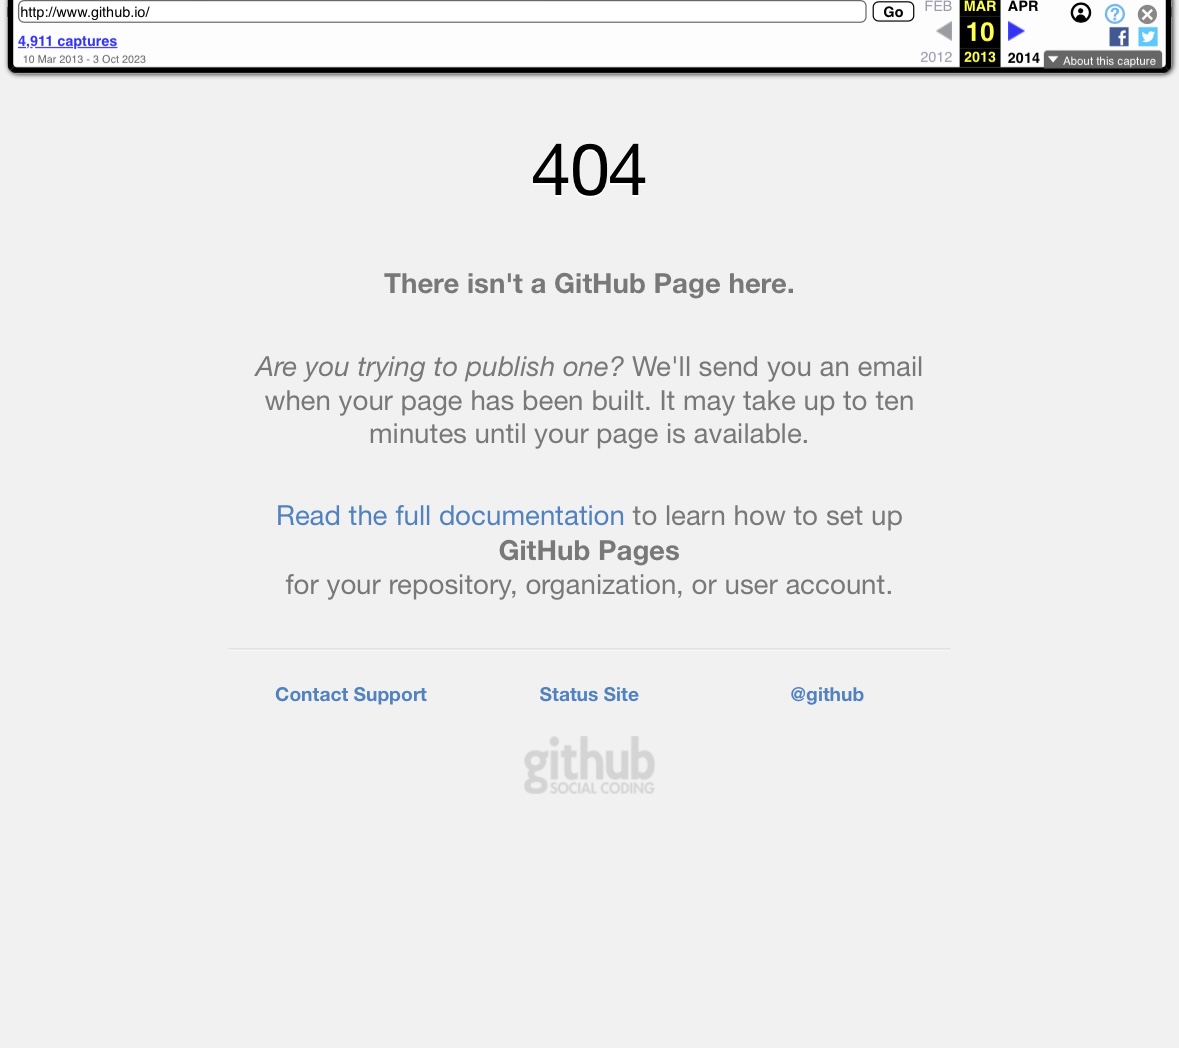 http://www.github.io/
Go
FEB
MAR
APR
4,911 captures
10
10 Mar 2013 - 3 Oct 2023
2012
2013
2014
About this capture
404
There isn't a GitHub Page here.
Are you trying to publish one? We'll send you an email
when your page has been built. It may take up to ten
minutes until your page is available.
Read the full documentation to learn how to set up
GitHub Pages
for your repository, organization, or user account.
Contact Support
Status Site
@github
github
SOCIAL CODING